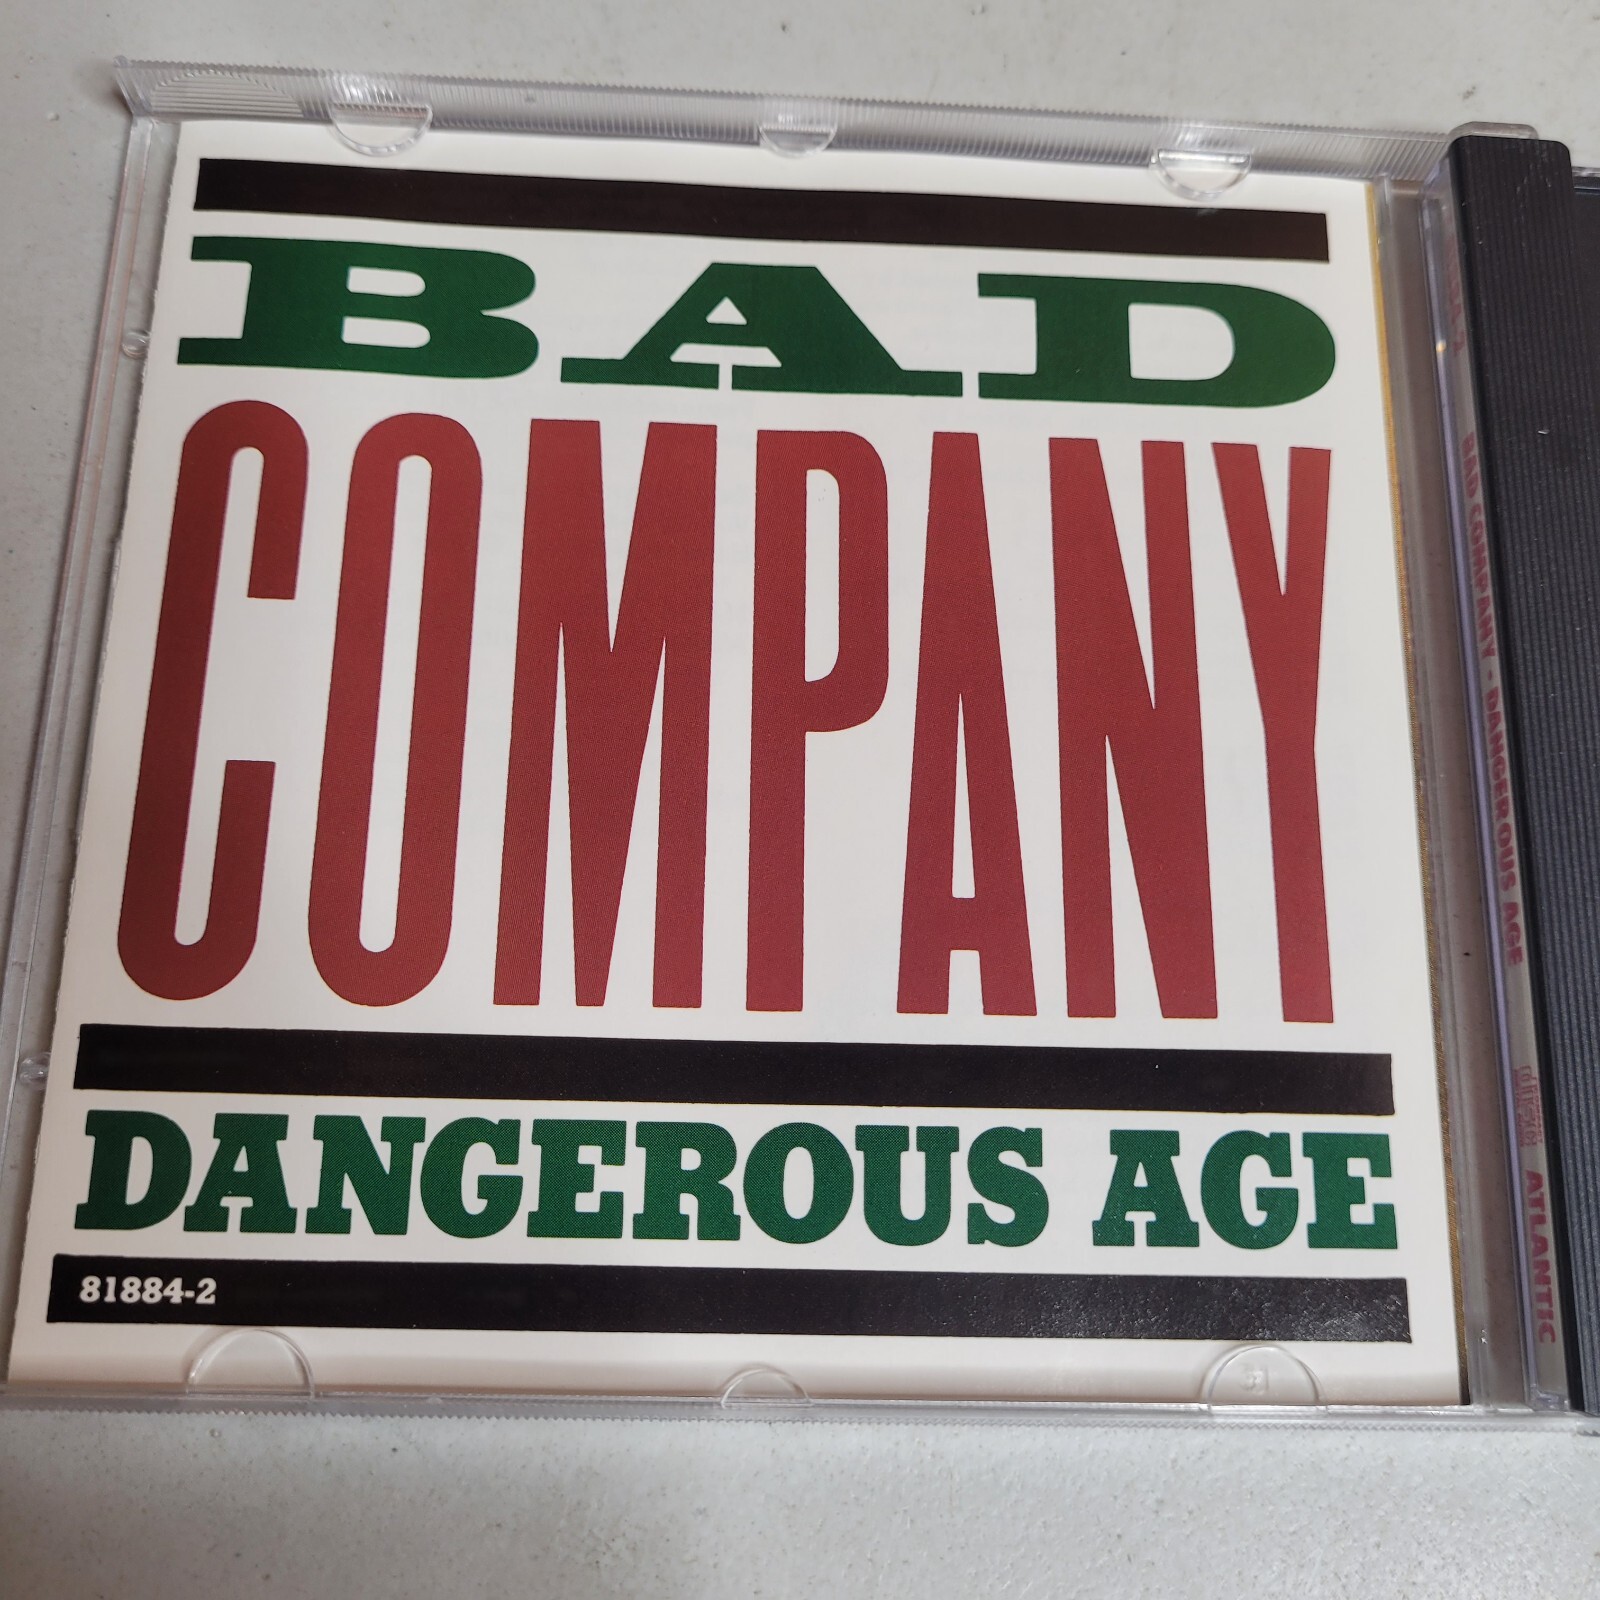 BAD
COMPANY
DANGEROUS AGE
81884-2
BAD COMPANY - DANGEROUS AGE
ATLANTIC